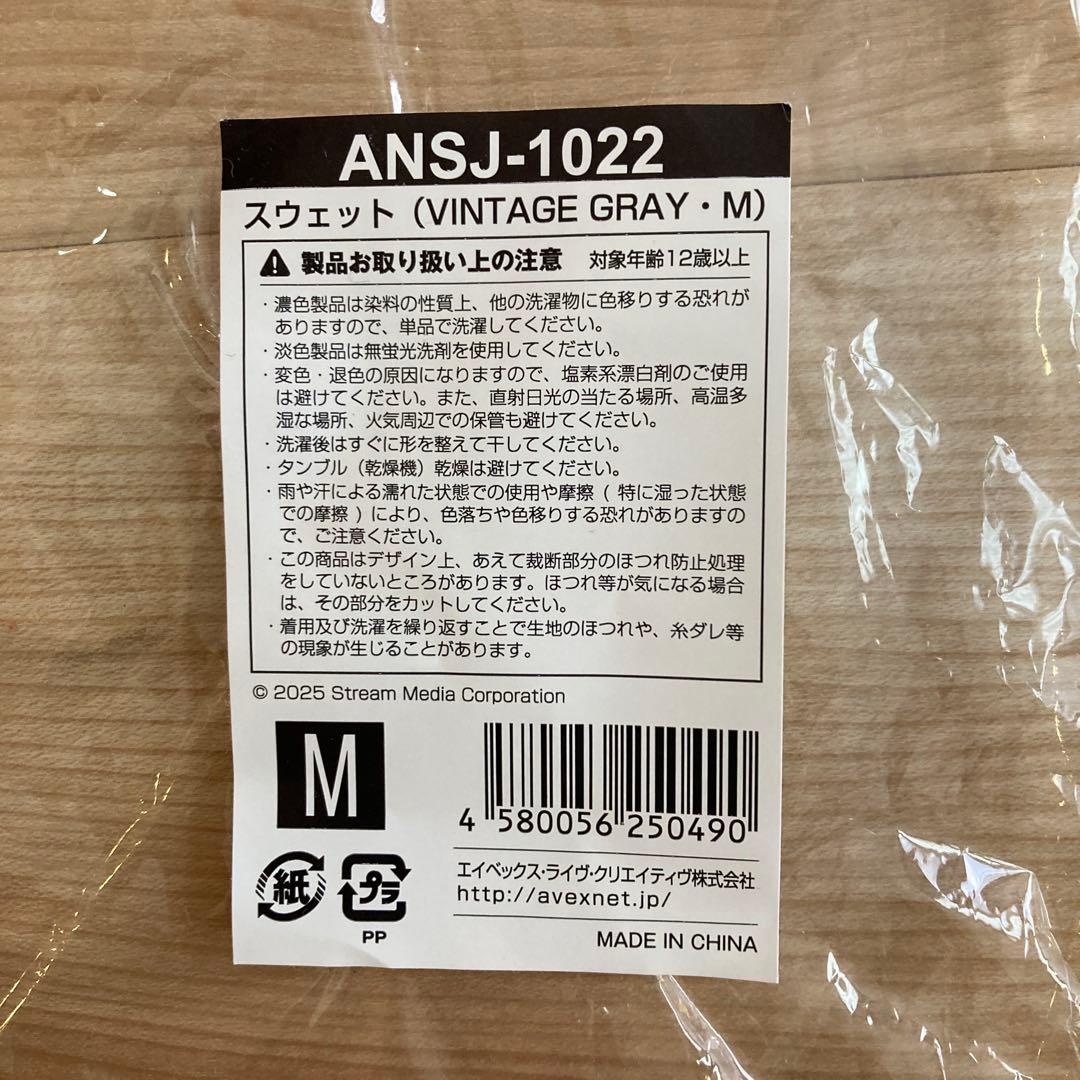 ANSJ-1022
スウェット（VINTAGE GRAY・M）
製品お取り扱い上の注意　対象年齢12歳以上
・濃色製品は染料の性質上、他の洗濯物に色移りする恐れが
ありますので、単品で洗濯してください。
・淡色製品は無蛍光洗剤を使用してください。
・変色・退色の原因になりますので、塩素系漂白剤のご使用
は避けてください。また、直射日光の当たる場所、高温多
湿な場所、火気周辺での保管も避けてください。
・洗濯後はすぐに形を整えて干してください。
・タンブル（乾燥機）乾燥は避けてください。
・雨や汗による濡れた状態での使用や摩擦 ( 特に湿った状態
での摩擦 ) により、色落ちや色移りする恐れがありますの
で、ご注意ください。
・この商品はデザイン上、あえて裁断部分のほつれ防止処理
をしていないところがあります。ほつれ等が気になる場合
は、その部分をカットしてください。
・着用及び洗濯を繰り返すことで生地のほつれや、糸ダレ等
の現象が生じることがあります。
© 2025 Stream Media Corporation
M
4 580056 250490
エイベックス・ライヴ・クリエイティヴ株式会社
http://avexnet.jp/
紙
プラ
PP
MADE IN CHINA